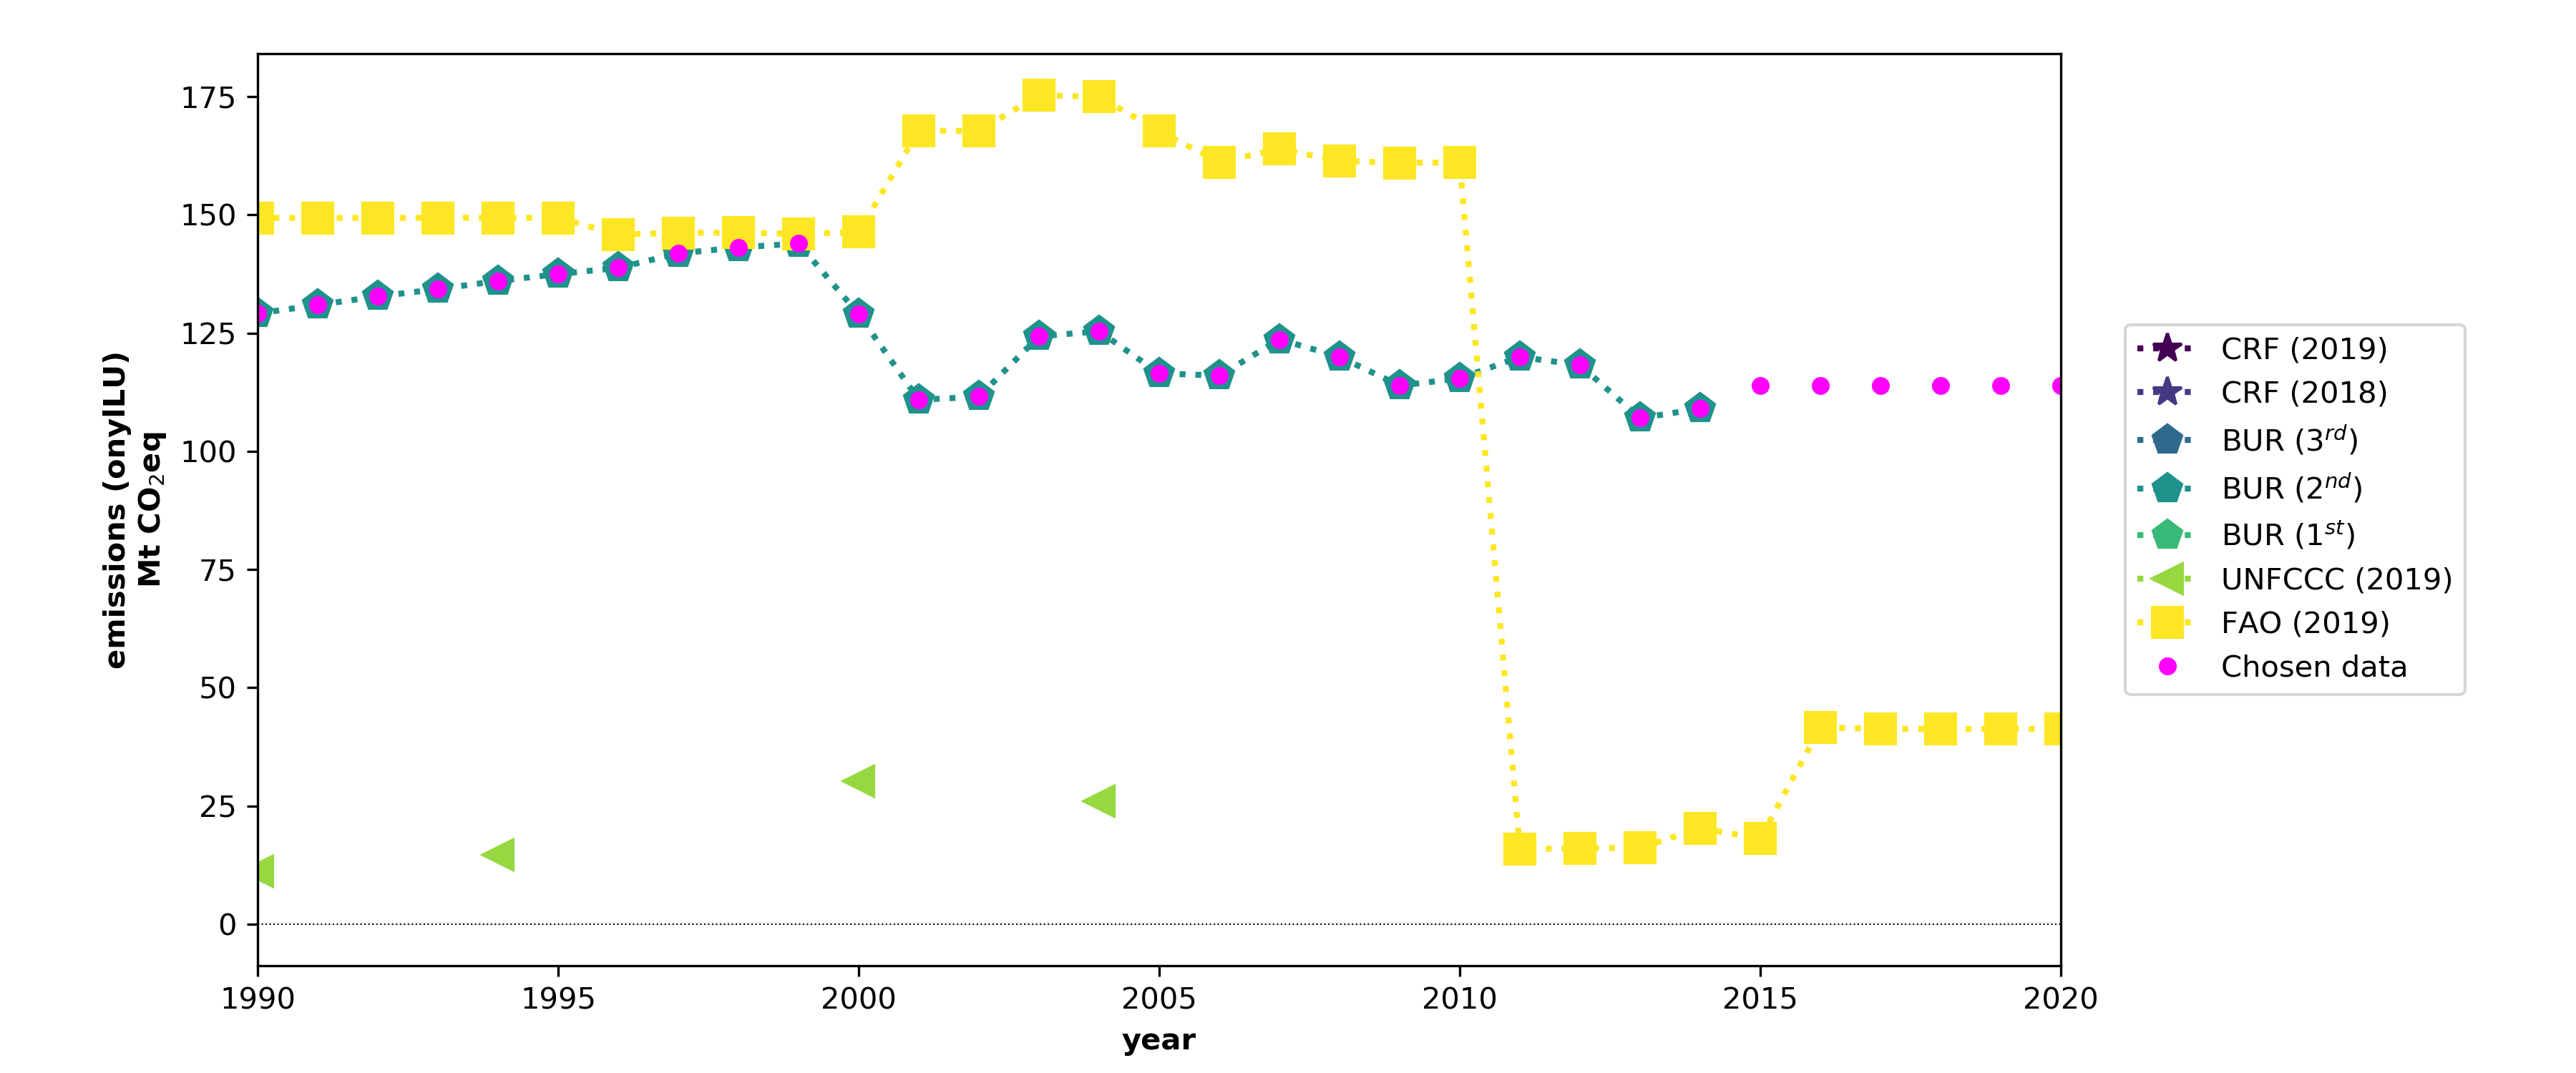 175
150
125
100
75
50
25
0
emissions (onylLU)
Mt CO₂eq
1990 1995 2000 2005 2010 2015 2020
year
CRF (2019)
CRF (2018)
BUR (3ʳᵈ)
BUR (2ⁿᵈ)
BUR (1ˢᵗ)
UNFCCC (2019)
FAO (2019)
Chosen data